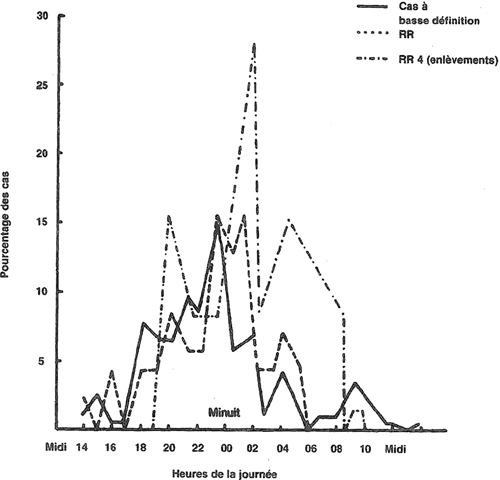 Cas à
basse définition
RR
RR 4 (enlèvements)
Pourcentage des cas
30
25
20
15
10
5
Minuit
Midi 14 16 18 20 22 00 02 04 06 08 10 Midi
Heures de la journée